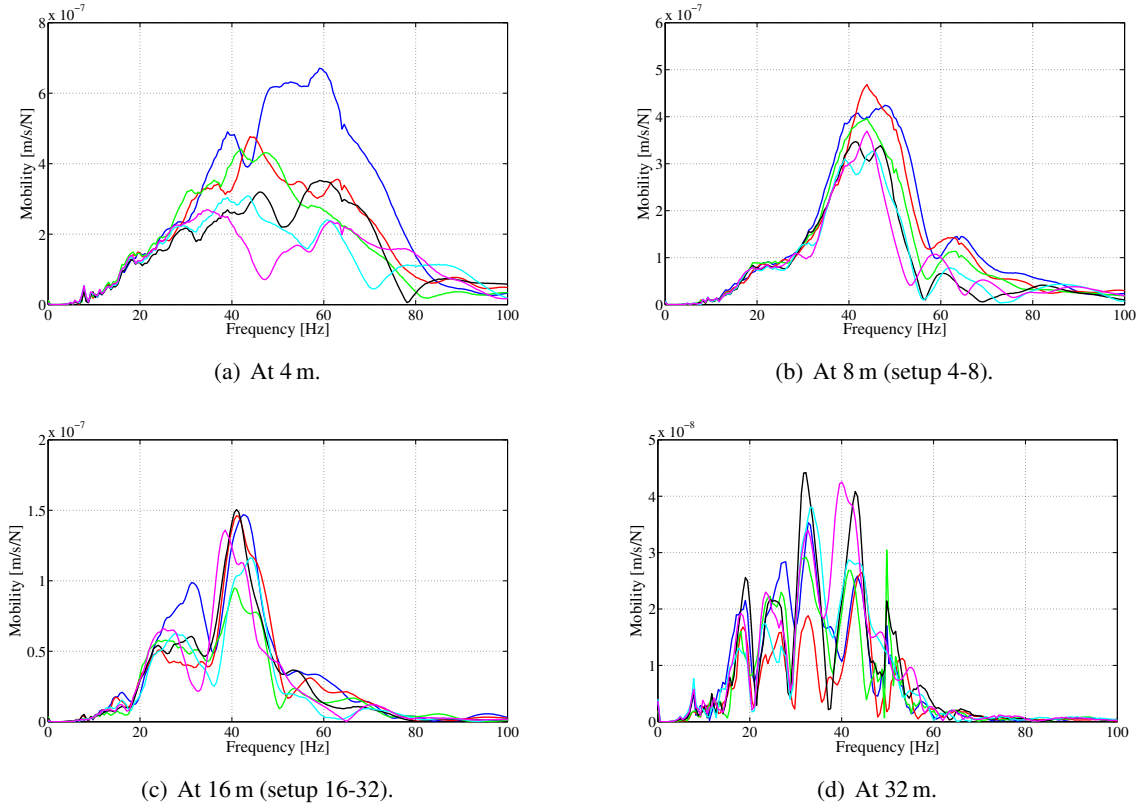 x 10⁻⁷
8
6
4
2
0
0 20 40 60 80 100
Mobility [m/s/N]
Frequency [Hz]
(a) At 4 m.
x 10⁻⁷
6
5
4
3
2
1
0
0 20 40 60 80 100
Mobility [m/s/N]
Frequency [Hz]
(b) At 8 m (setup 4-8).
x 10⁻⁷
2
1.5
1
0.5
0
0 20 40 60 80 100
Mobility [m/s/N]
Frequency [Hz]
(c) At 16 m (setup 16-32).
x 10⁻⁸
5
4
3
2
1
0
0 20 40 60 80 100
Mobility [m/s/N]
Frequency [Hz]
(d) At 32 m.